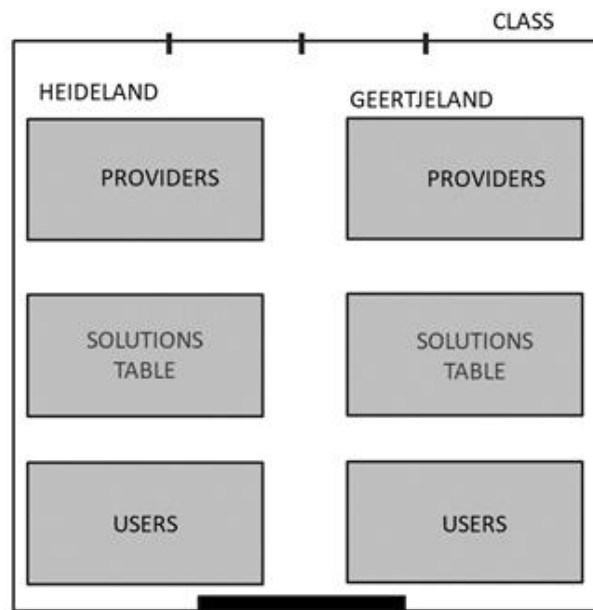 CLASS
HEIDELAND
GEERTJELAND
PROVIDERS
PROVIDERS
SOLUTIONS
TABLE
SOLUTIONS
TABLE
USERS
USERS